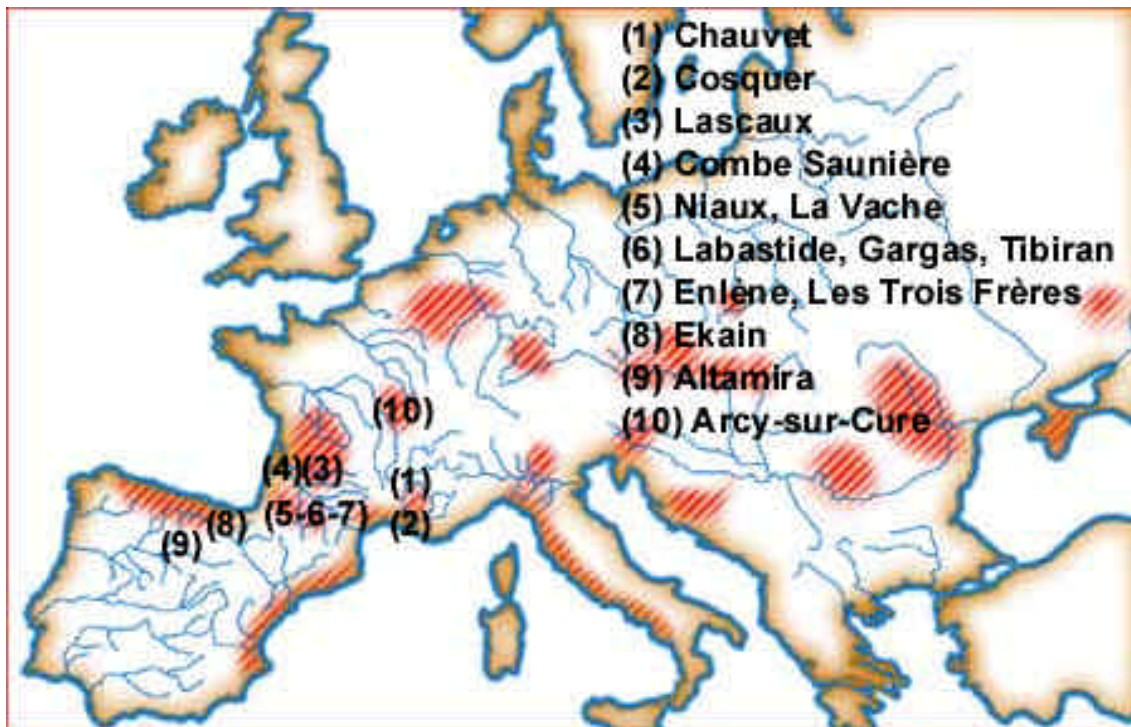 (1) Chauvet
(2) Cosquer
(3) Lascaux
(4) Combe Saunière
(5) Niaux, La Vache
(6) Labastide, Gargas, Tibiran
(7) Enlène, Les Trois Frères
(8) Ekain
(9) Altamira
(10) Arcy-sur-Cure
(10)
(4)(3) (1)
(5-6-7) (2)
(8)
(9)